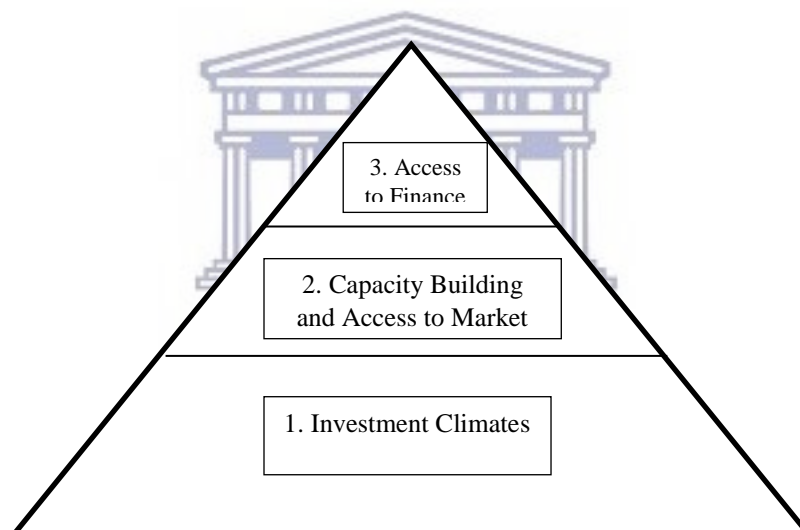 3. Access
to Finance
2. Capacity Building
and Access to Market
1. Investment Climates